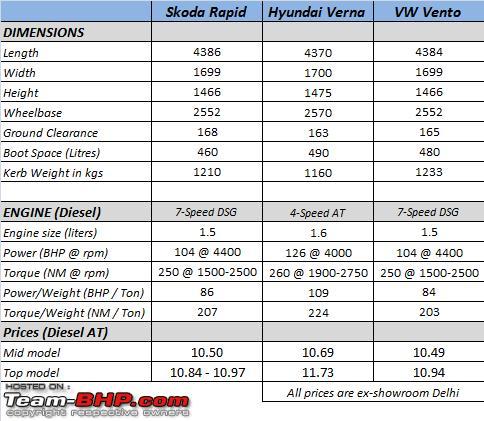 Skoda Rapid Hyundai Verna VW Vento
DIMENSIONS
Length 4386 4370 4384
Width 1699 1700 1699
Height 1466 1475 1466
Wheelbase 2552 2570 2552
Ground Clearance 168 163 165
Boot Space (Litres) 460 490 480
Kerb Weight in kgs 1210 1160 1233
ENGINE (Diesel) 7-Speed DSG 4-Speed AT 7-Speed DSG
Engine size (liters) 1.5 1.6 1.5
Power (BHP @ rpm) 104 @ 4400 126 @ 4000 104 @ 4400
Torque (NM @ rpm) 250 @ 1500-2500 260 @ 1900-2750 250 @ 1500-2500
Power/Weight (BHP / Ton) 86 109 84
Torque/Weight (NM / Ton) 207 224 203
Prices (Diesel AT)
Mid model 10.50 10.69 10.49
Top model 10.84 - 10.97 11.73 10.94
All prices are ex-showroom Delhi
HOSTED ON :
Team-BHP.com
copyright respective owners